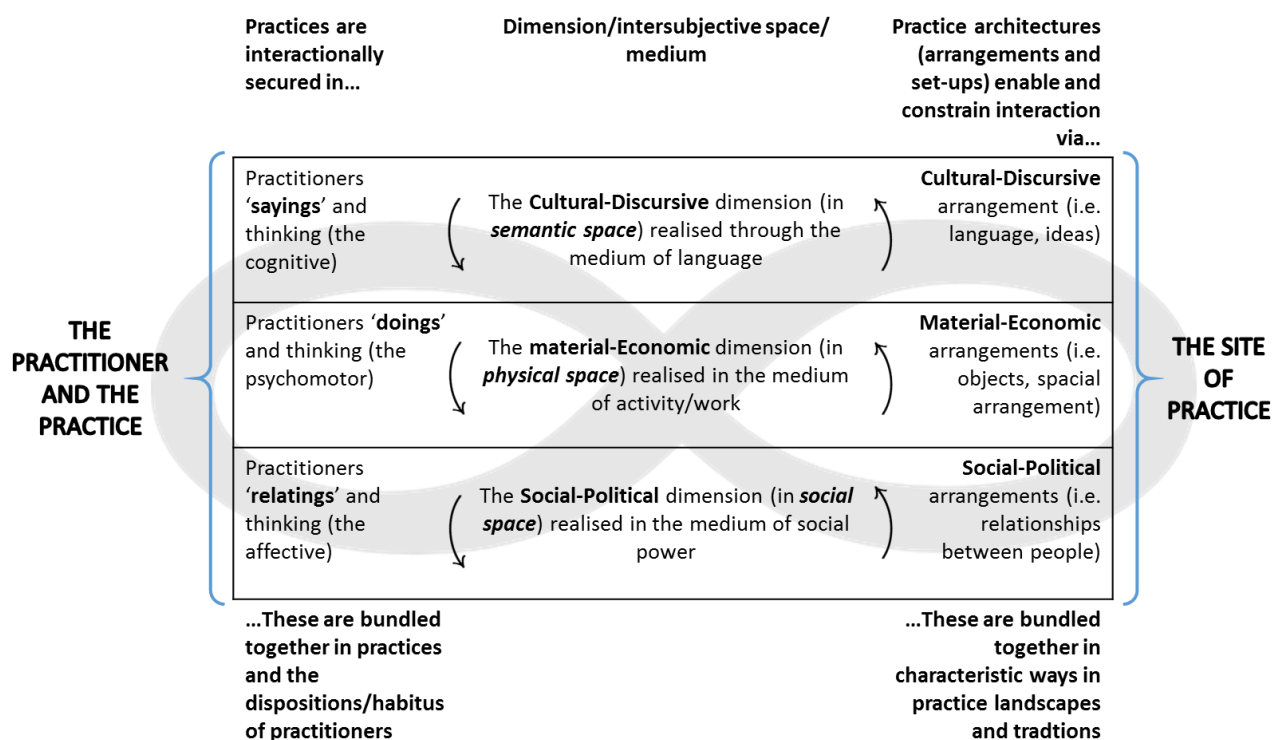 Practices are
interactionally
secured in...
Dimension/intersubjective space/
medium
Practice architectures
(arrangements and
set-ups) enable and
constrain interaction
via...
THE
PRACTITIONER
AND THE
PRACTICE
Practitioners
‘sayings’ and
thinking (the
cognitive)
The Cultural-Discursive dimension (in
semantic space) realised through the
medium of language
Cultural-Discursive
arrangement (i.e.
language, ideas)
Practitioners ‘doings’
and thinking (the
psychomotor)
The material-Economic dimension (in
physical space) realised in the medium
of activity/work
Material-Economic
arrangements (i.e.
objects, spacial
arrangement)
Practitioners
‘relatings’ and
thinking (the
affective)
The Social-Political dimension (in social
space) realised in the medium of social
power
Social-Political
arrangements (i.e.
relationships
between people)
THE SITE
OF
PRACTICE
...These are bundled
together in practices
and the
dispositions/habitus
of practitioners
...These are bundled
together in
characteristic ways in
practice landscapes
and tradtions